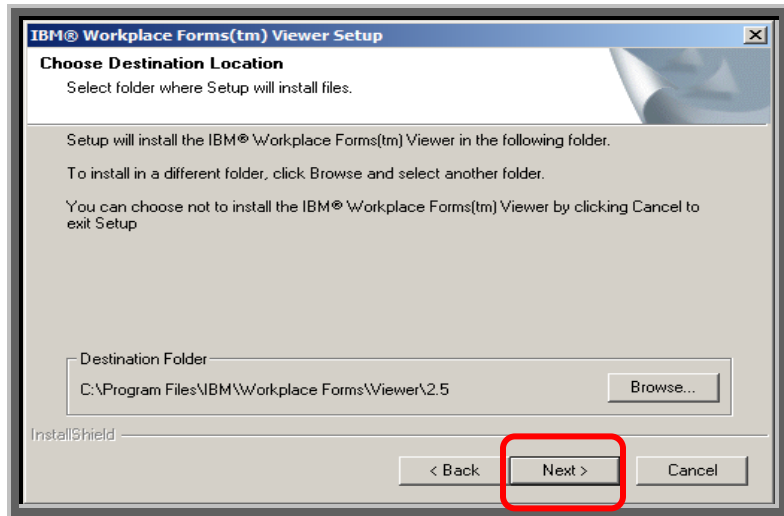 IBM® Workplace Forms(tm) Viewer Setup
Choose Destination Location
Select folder where Setup will install files.
Setup will install the IBM® Workplace Forms(tm) Viewer in the following folder.
To install in a different folder, click Browse and select another folder.
You can choose not to install the IBM® Workplace Forms(tm) Viewer by clicking Cancel to
exit Setup
Destination Folder
C:\Program Files\IBM\Workplace Forms\Viewer\2.5
Browse...
InstallShield
< Back
Next >
Cancel